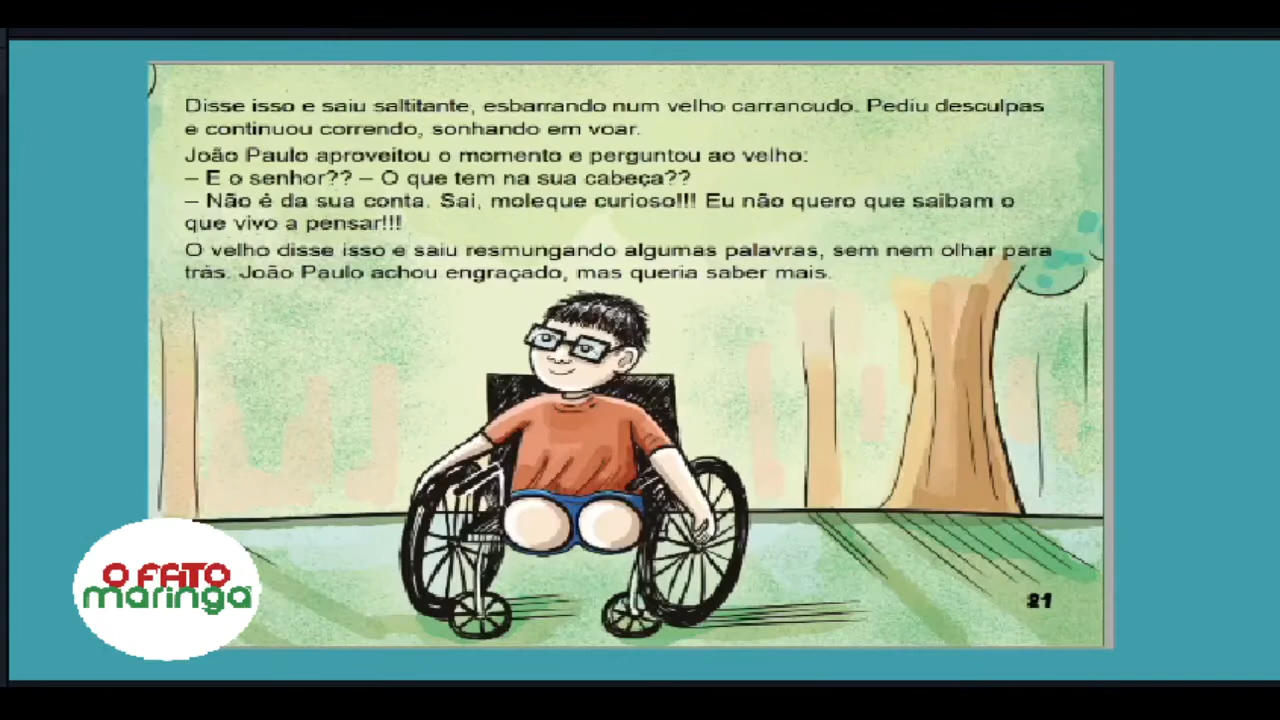 Disse isso e saiu saltitante, esbarrando num velho carrancudo. Pediu desculpas
e continuou correndo, sonhando em voar.
João Paulo aproveitou o momento e perguntou ao velho:
– E o senhor?? – O que tem na sua cabeça??
– Não é da sua conta. Sai, moleque curioso!!! Eu não quero que saibam o
que vivo a pensar!!!
O velho disse isso e saiu resmungando algumas palavras, sem nem olhar para
trás. João Paulo achou engraçado, mas queria saber mais.
O FATO
maringa
21